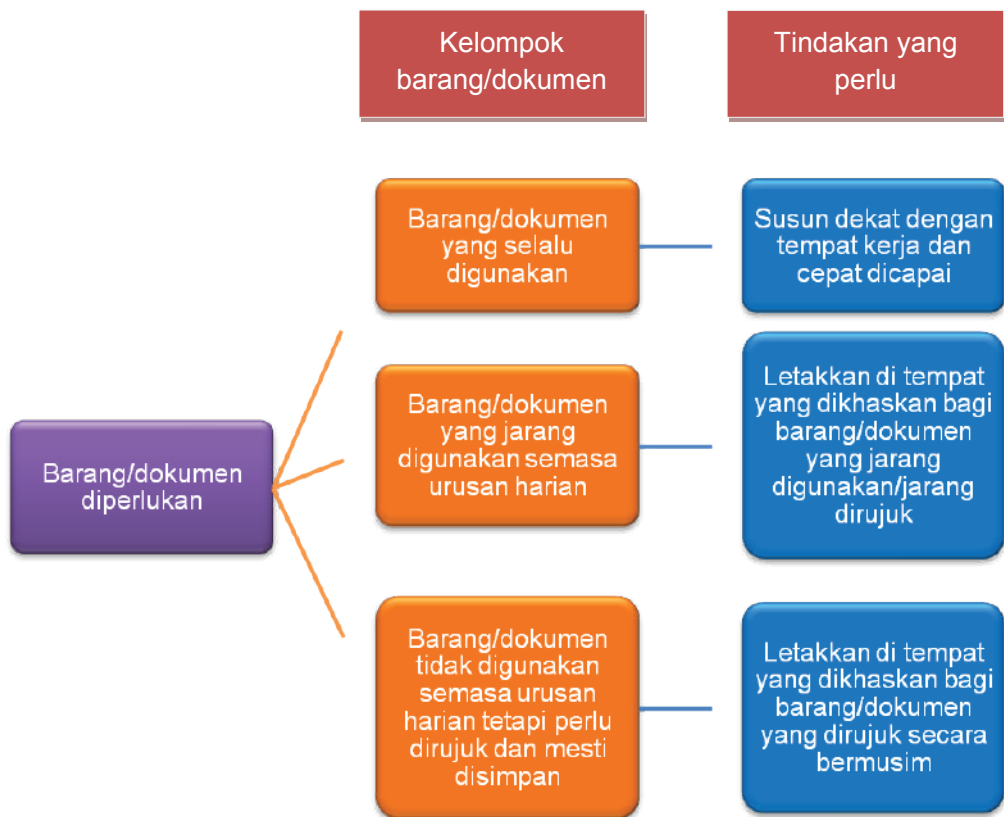 Kelompok
barang/dokumen
Tindakan yang
perlu
Barang/dokumen
diperlukan
Barang/dokumen
yang selalu
digunakan
Susun dekat dengan
tempat kerja dan
cepat dicapai
Barang/dokumen
yang jarang
digunakan semasa
urusan harian
Letakkan di tempat
yang dikhaskan bagi
barang/dokumen
yang jarang
digunakan/jarang
dirujuk
Barang/dokumen
tidak digunakan
semasa urusan
harian tetapi perlu
dirujuk dan mesti
disimpan
Letakkan di tempat
yang dikhaskan bagi
barang/dokumen
yang dirujuk secara
bermusim